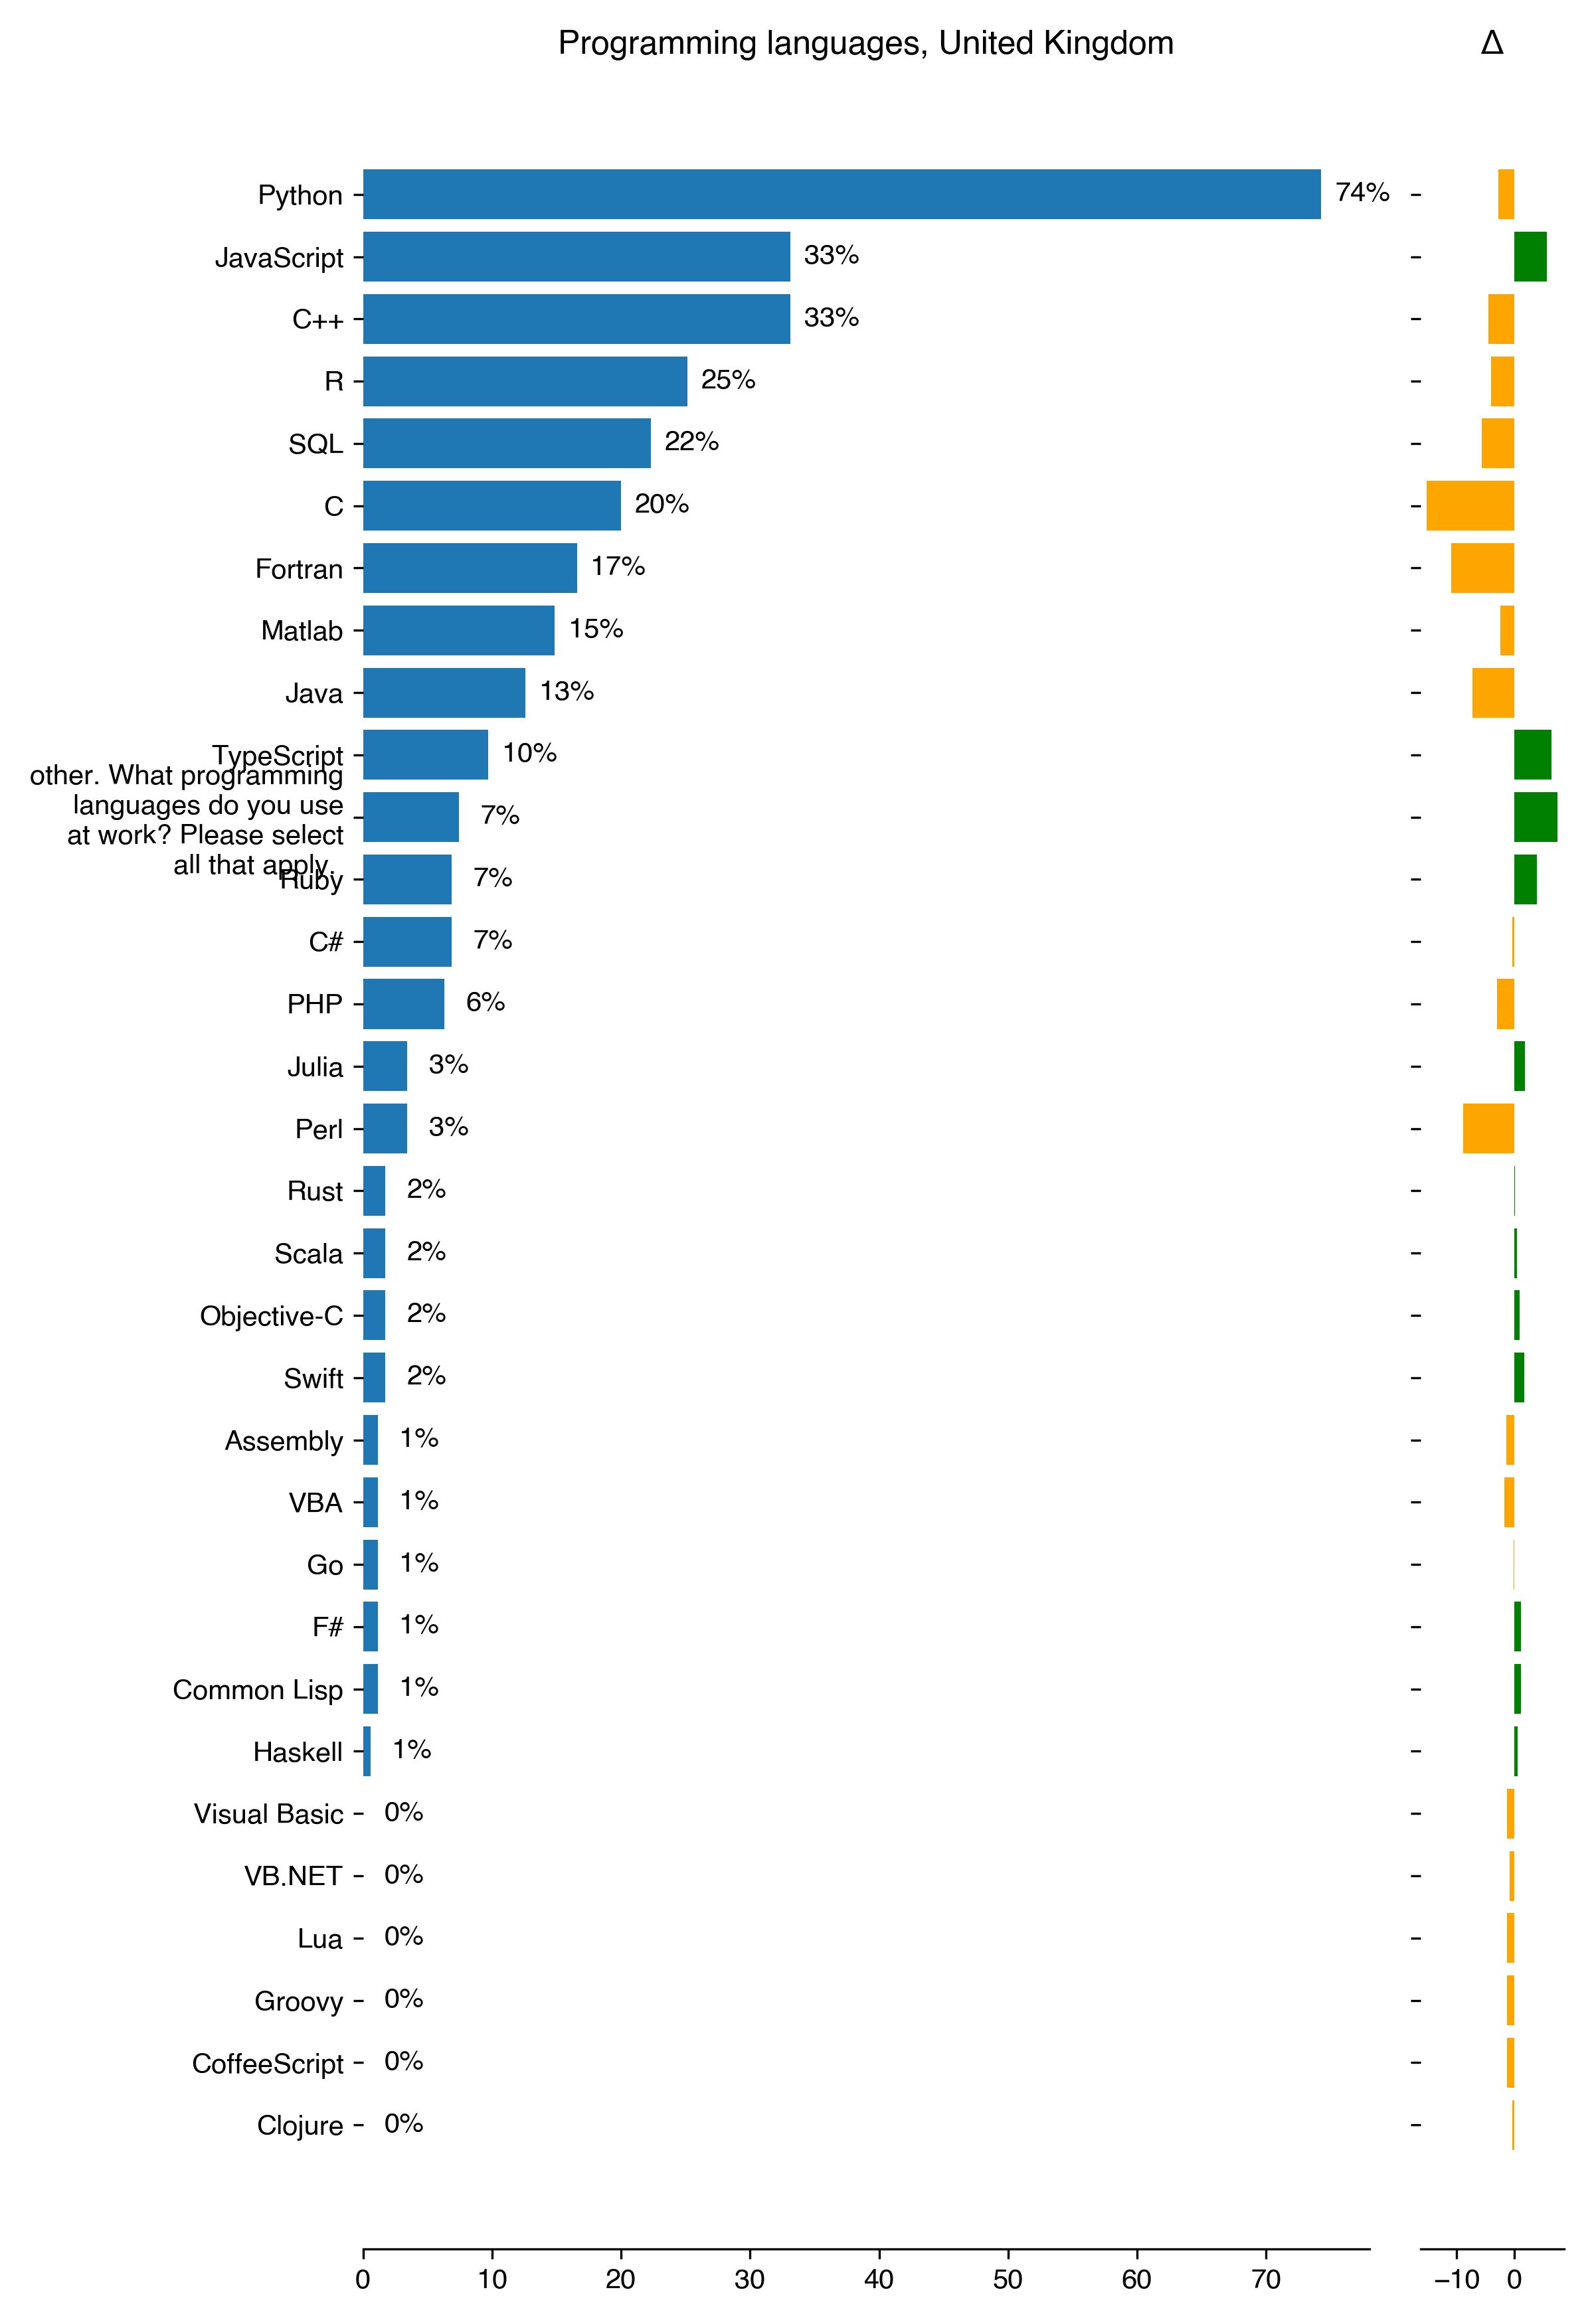 Programming languages, United Kingdom
Δ
Python 74%
JavaScript 33%
C++ 33%
R 25%
SQL 22%
C 20%
Fortran 17%
Matlab 15%
Java 13%
TypeScript 10%
other. What programming
languages do you use
at work? Please select
all that apply.
7%
Ruby 7%
C# 7%
PHP 6%
Julia 3%
Perl 3%
Rust 2%
Scala 2%
Objective-C 2%
Swift 2%
Assembly 1%
VBA 1%
Go 1%
F# 1%
Common Lisp 1%
Haskell 1%
Visual Basic 0%
VB.NET 0%
Lua 0%
Groovy 0%
CoffeeScript 0%
Clojure 0%
0 10 20 30 40 50 60 70
−10 0